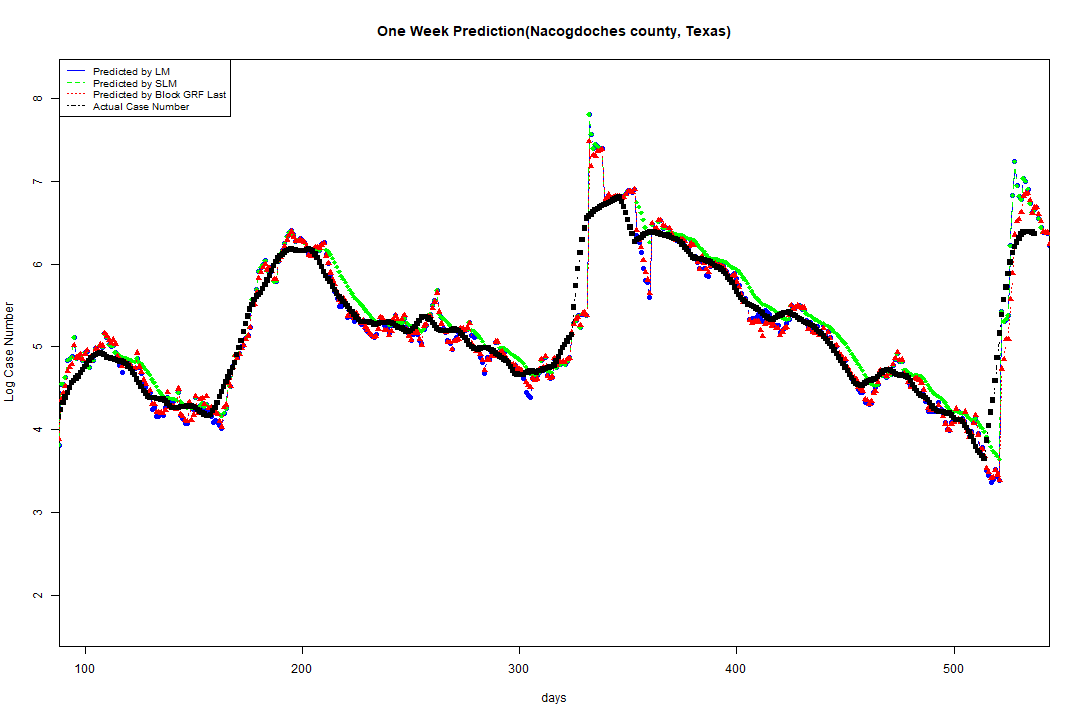 One Week Prediction(Nacogdoches county, Texas)
Predicted by LM
Predicted by SLM
Predicted by Block GRF Last
Actual Case Number
8
7
6
5
4
3
2
Log Case Number
100 200 300 400 500
days